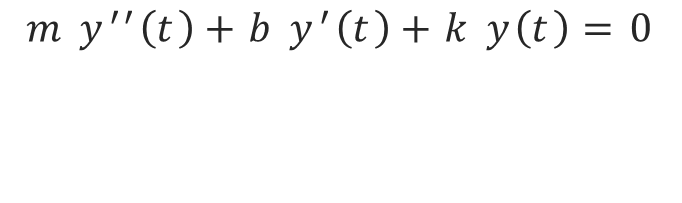 m y′′(t) + b y′(t) + k y(t) = 0